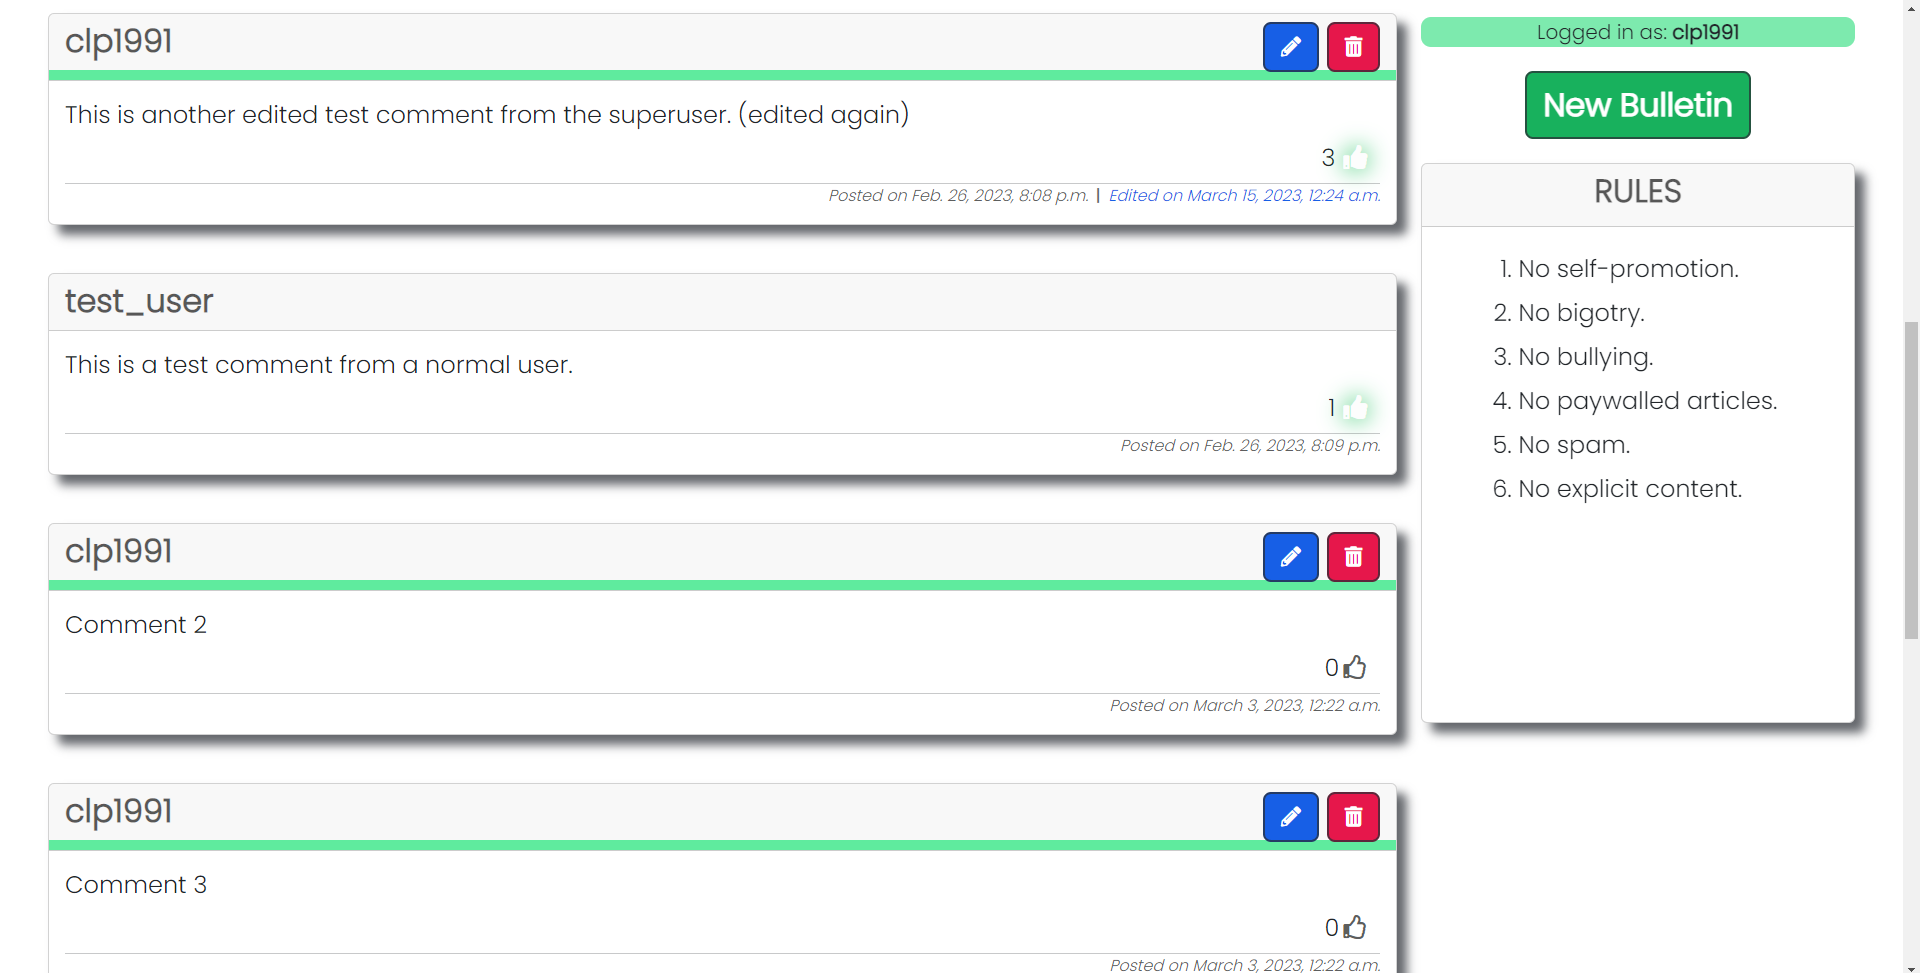 clp1991
This is another edited test comment from the superuser. (edited again)
3
Posted on Feb. 26, 2023, 8:08 p.m. | Edited on March 15, 2023, 12:24 a.m.
test_user
This is a test comment from a normal user.
1
Posted on Feb. 26, 2023, 8:09 p.m.
clp1991
Comment 2
0
Posted on March 3, 2023, 12:22 a.m.
clp1991
Comment 3
0
Posted on March 3, 2023, 12:22 a.m.
Logged in as: clp1991
New Bulletin
RULES
1. No self-promotion.
2. No bigotry.
3. No bullying.
4. No paywalled articles.
5. No spam.
6. No explicit content.